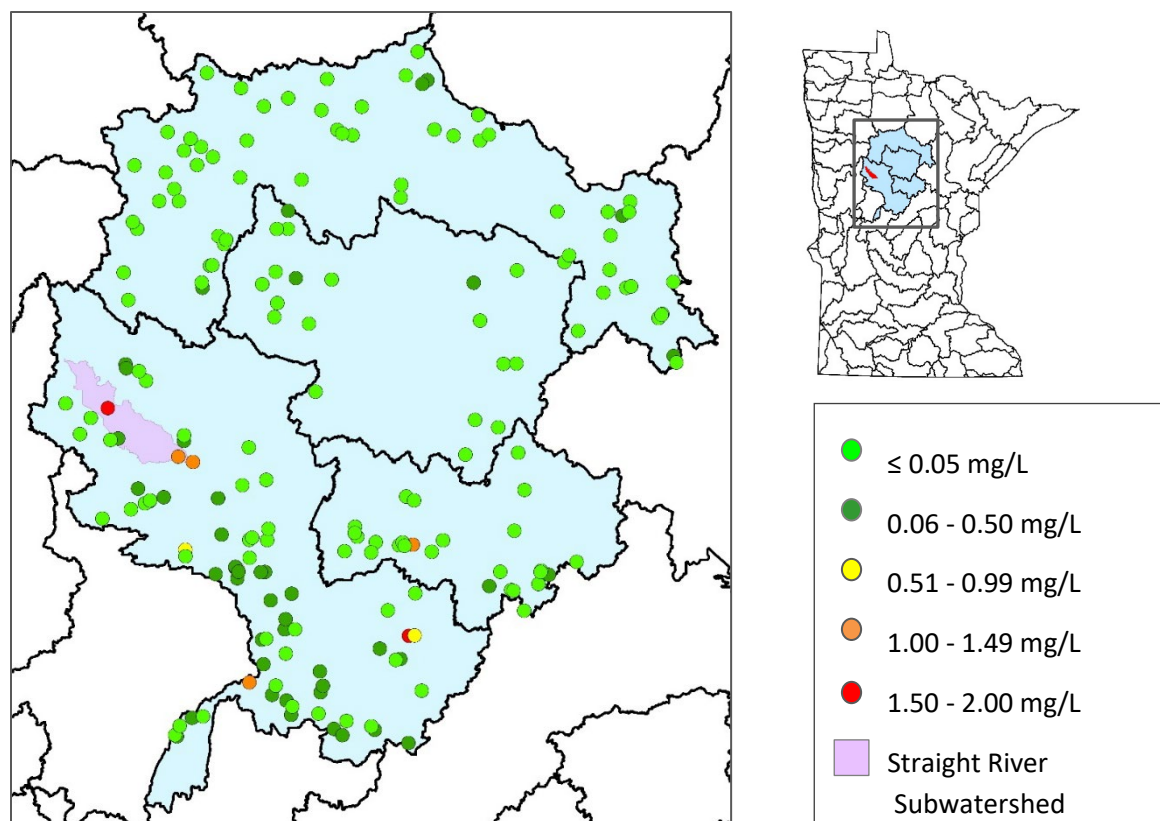 ≤ 0.05 mg/L
0.06 - 0.50 mg/L
0.51 - 0.99 mg/L
1.00 - 1.49 mg/L
1.50 - 2.00 mg/L
Straight River
Subwatershed